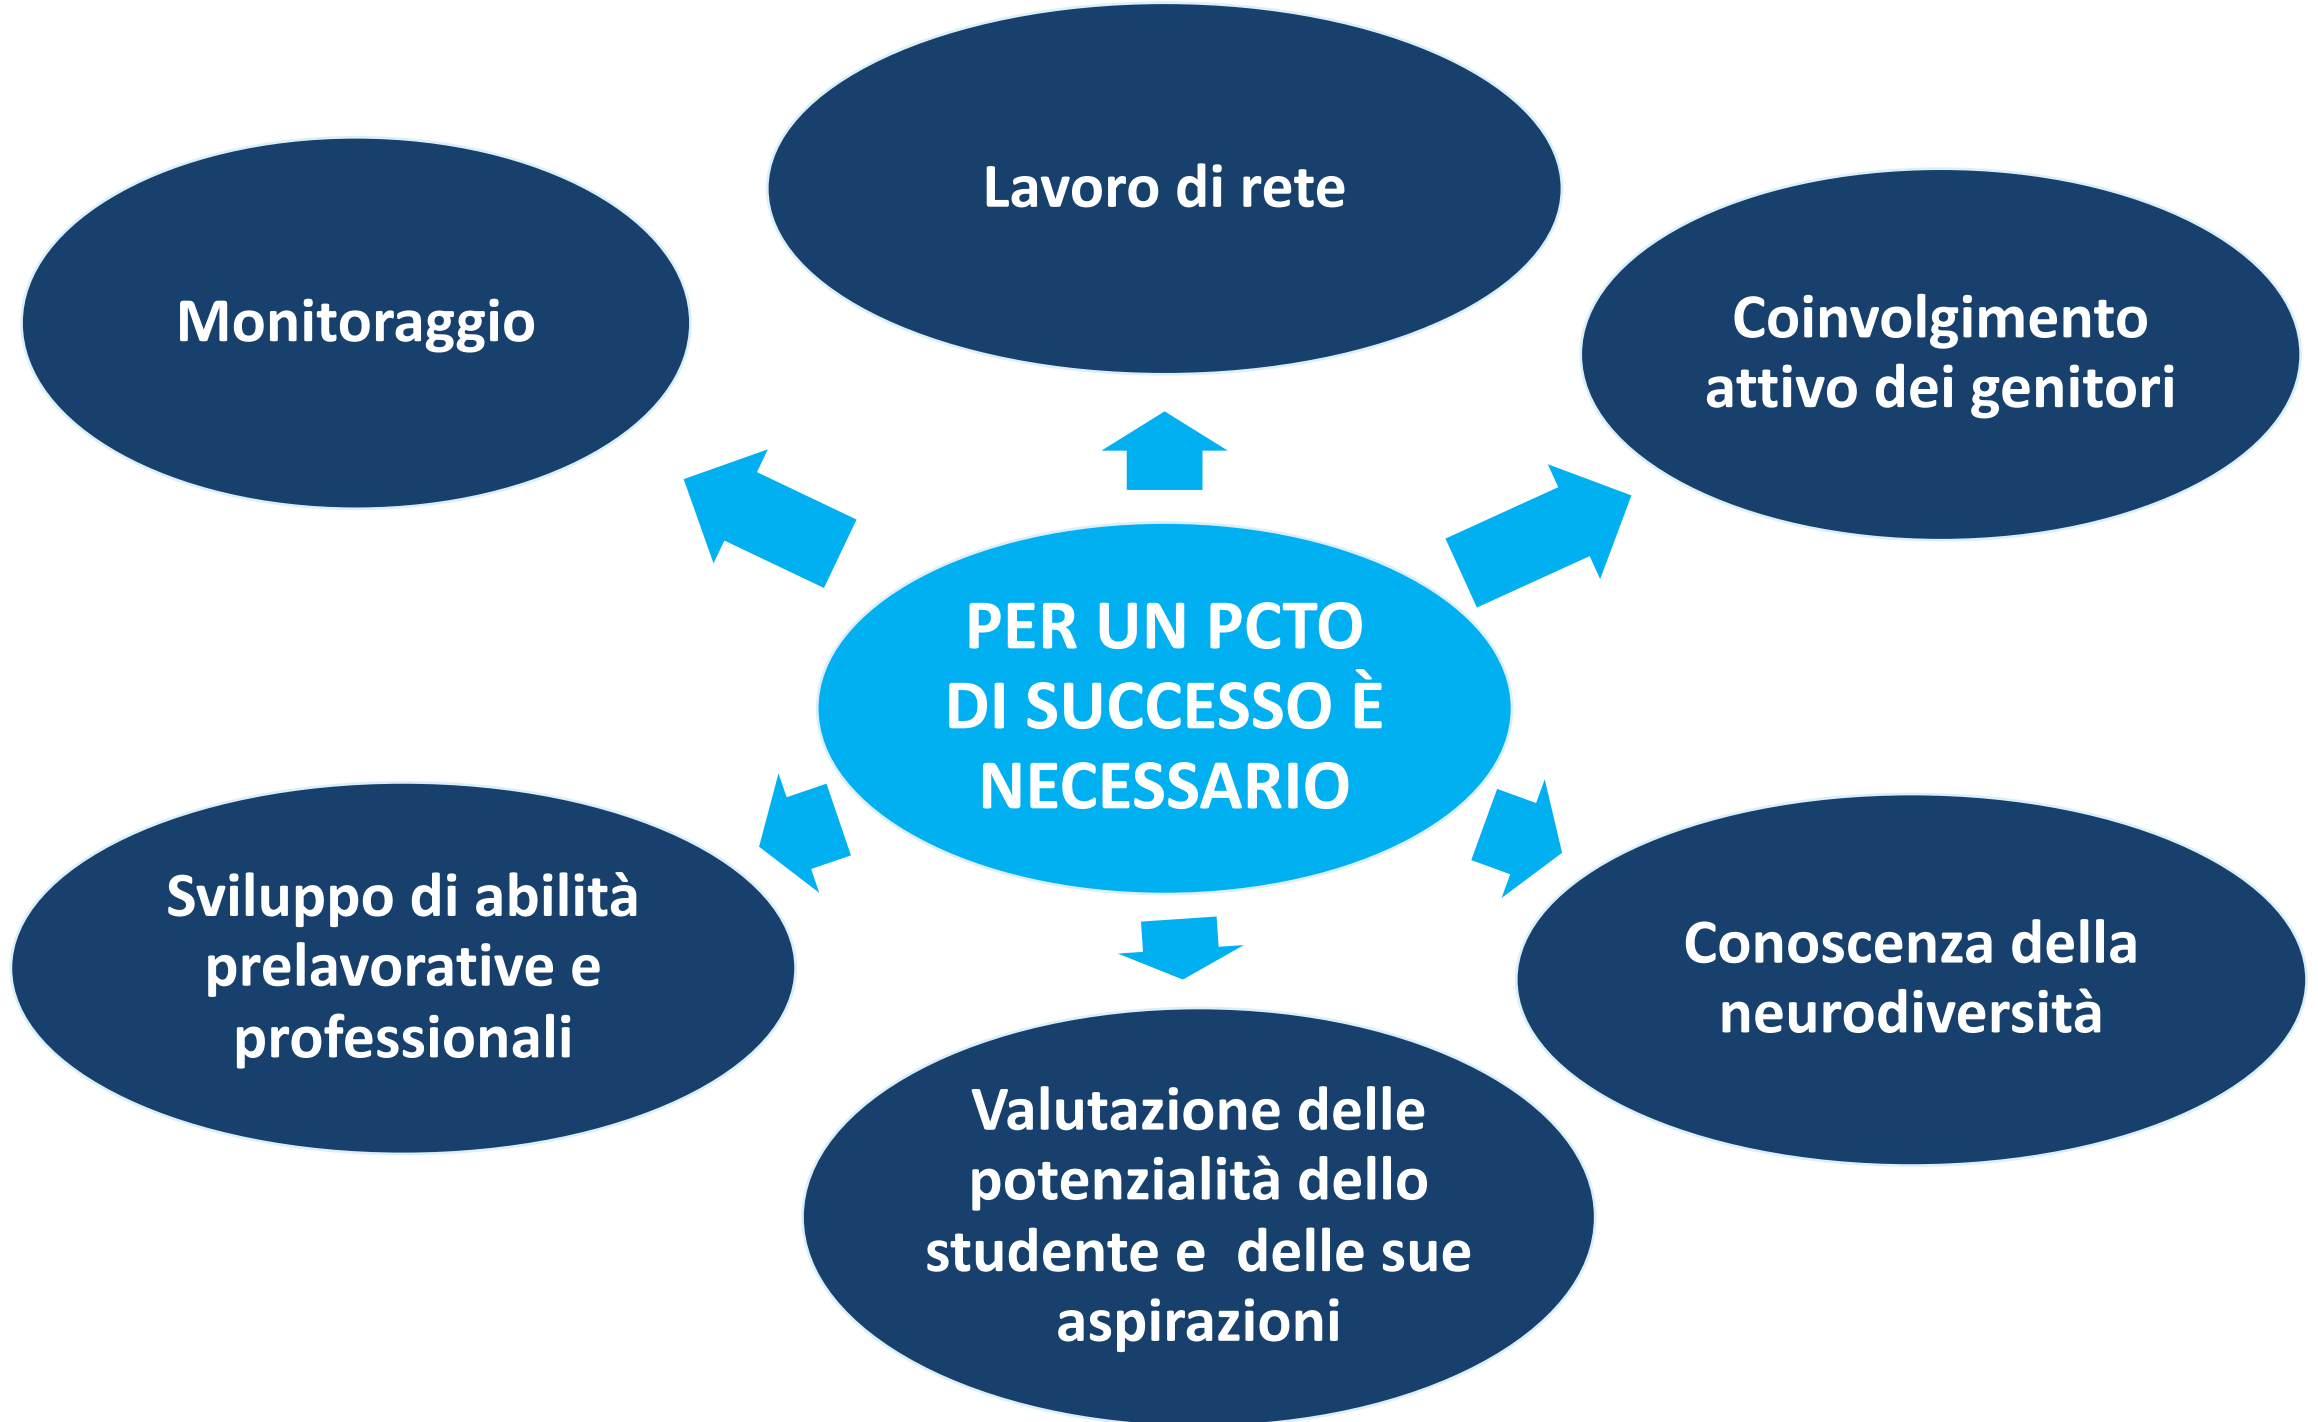 Lavoro di rete
Monitoraggio
Coinvolgimento
attivo dei genitori
PER UN PCTO
DI SUCCESSO È
NECESSARIO
Sviluppo di abilità
prelavorative e
professionali
Conoscenza della
neurodiversità
Valutazione delle
potenzialità dello
studente e  delle sue
aspirazioni